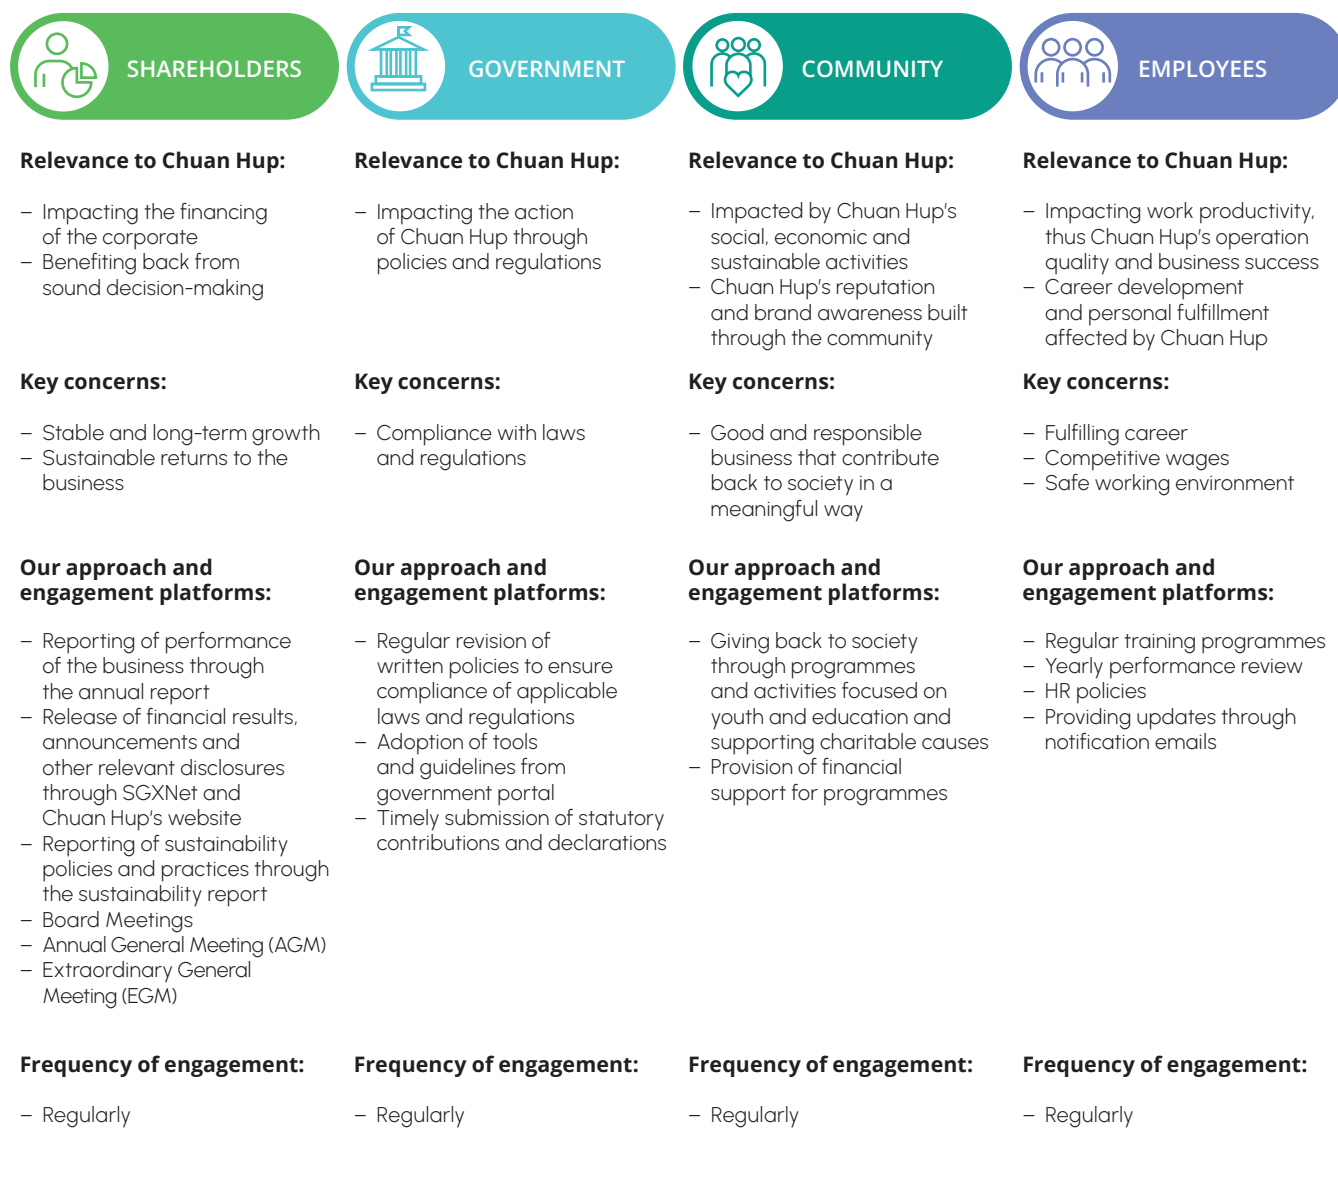 SHAREHOLDERS
Relevance to Chuan Hup:
– Impacting the financing
of the corporate
– Benefiting back from
sound decision-making
Key concerns:
– Stable and long-term growth
– Sustainable returns to the
business
Our approach and
engagement platforms:
– Reporting of performance
of the business through
the annual report
– Release of financial results,
announcements and
other relevant disclosures
through SGXNet and
Chuan Hup's website
– Reporting of sustainability
policies and practices through
the sustainability report
– Board Meetings
– Annual General Meeting (AGM)
– Extraordinary General
Meeting (EGM)
Frequency of engagement:
– Regularly
GOVERNMENT
Relevance to Chuan Hup:
– Impacting the action
of Chuan Hup through
policies and regulations
Key concerns:
– Compliance with laws
and regulations
Our approach and
engagement platforms:
– Regular revision of
written policies to ensure
compliance of applicable
laws and regulations
– Adoption of tools
and guidelines from
government portal
– Timely submission of statutory
contributions and declarations
Frequency of engagement:
– Regularly
COMMUNITY
Relevance to Chuan Hup:
– Impacted by Chuan Hup's
social, economic and
sustainable activities
– Chuan Hup's reputation
and brand awareness built
through the community
Key concerns:
– Good and responsible
business that contribute
back to society in a
meaningful way
Our approach and
engagement platforms:
– Giving back to society
through programmes
and activities focused on
youth and education and
supporting charitable causes
– Provision of financial
support for programmes
Frequency of engagement:
– Regularly
EMPLOYEES
Relevance to Chuan Hup:
– Impacting work productivity,
thus Chuan Hup's operation
quality and business success
– Career development
and personal fulfillment
affected by Chuan Hup
Key concerns:
– Fulfilling career
– Competitive wages
– Safe working environment
Our approach and
engagement platforms:
– Regular training programmes
– Yearly performance review
– HR policies
– Providing updates through
notification emails
Frequency of engagement:
– Regularly